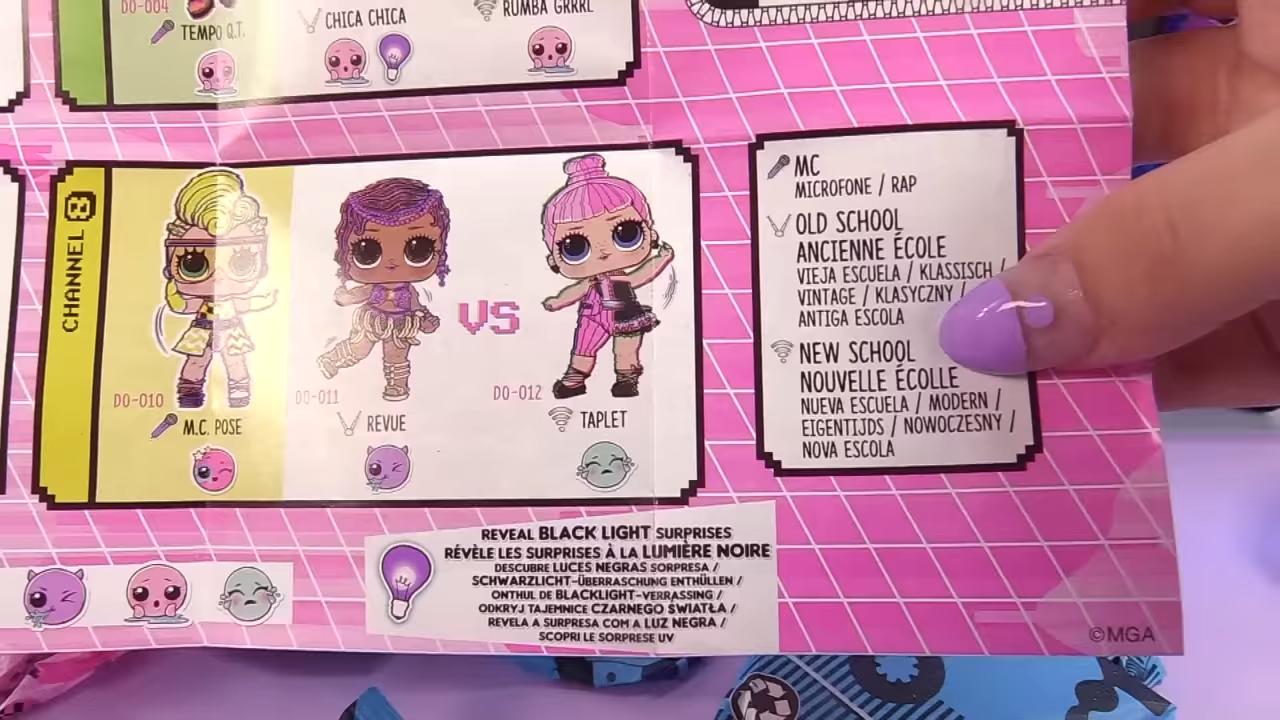 DO-004
TEMPO Q.T.
CHICA CHICA
RUMBA GRRRL
CHANNEL
DO-010
M.C. POSE
DO-011
REVUE
VS
DO-012
TAPLET
MC
MICROFONE / RAP
OLD SCHOOL
ANCIENNE ÉCOLE
VIEJA ESCUELA / KLASSISCH /
VINTAGE / KLASYCZNY /
ANTIGA ESCOLA
NEW SCHOOL
NOUVELLE ÉCOLLE
NUEVA ESCUELA / MODERN /
EIGENTIJDS / NOWOCZESNY /
NOVA ESCOLA
REVEAL BLACK LIGHT SURPRISES
RÉVÈLE LES SURPRISES À LA LUMIÈRE NOIRE
DESCUBRE LUCES NEGRAS SORPRESA /
SCHWARZLICHT-ÜBERRASCHUNG ENTHÜLLEN /
ONTHUL DE BLACKLIGHT-VERRASSING /
ODKRYJ TAJEMNICE CZARNEGO ŚWIATŁA /
REVELA A SURPRESA COM A LUZ NEGRA /
SCOPRI LE SORPRESE UV
©MGA